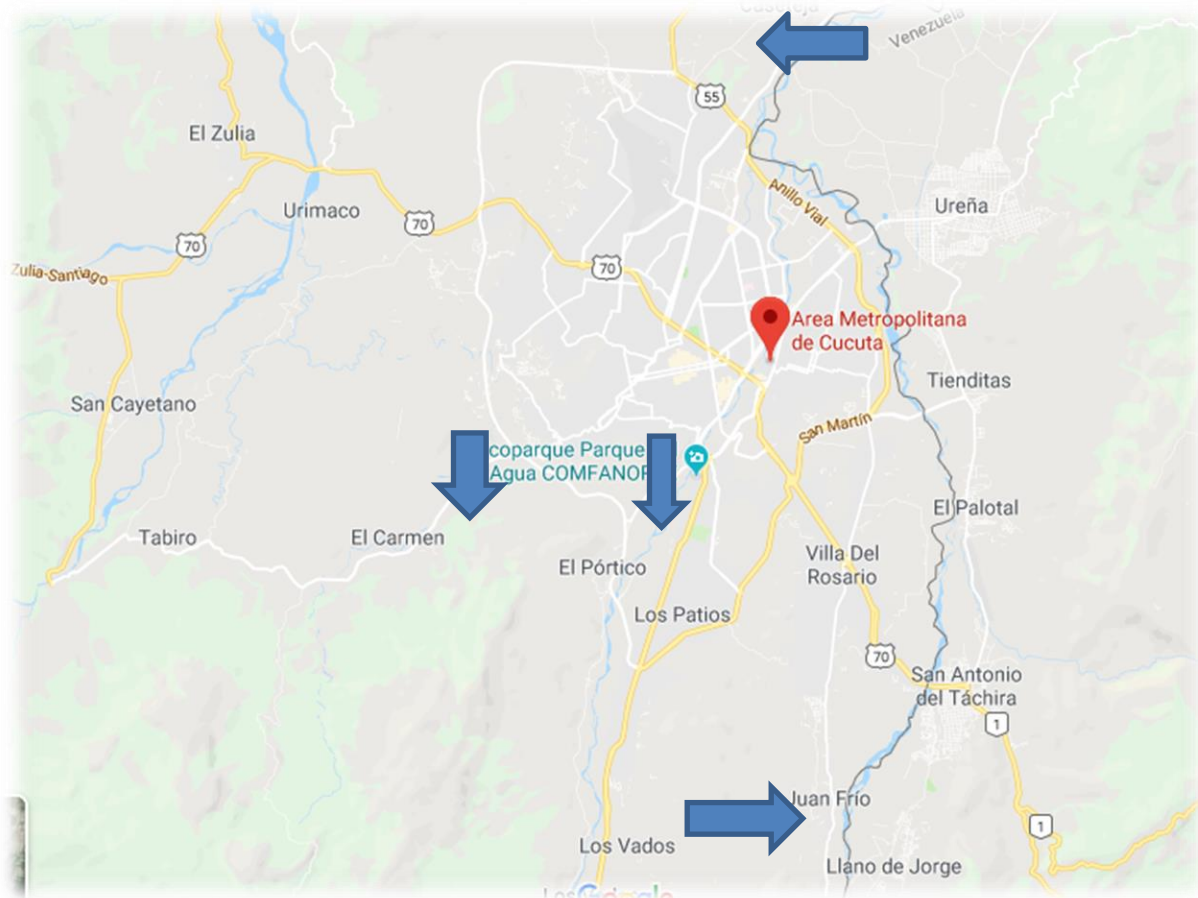 Venezuela
55
El Zulia
Anillo Vial
Ureña
Urimaco
70
70
Zulia-Santiago
70
Area Metropolitana
de Cucuta
Tienditas
San Cayetano
San Martín
coparque Parque
Agua COMFANOR
El Palotal
Tabiro
El Carmen
El Pórtico
Villa Del
Rosario
Los Patios
70
San Antonio
del Táchira
1
Juan Frío
1
Los Vados
Llano de Jorge
Google